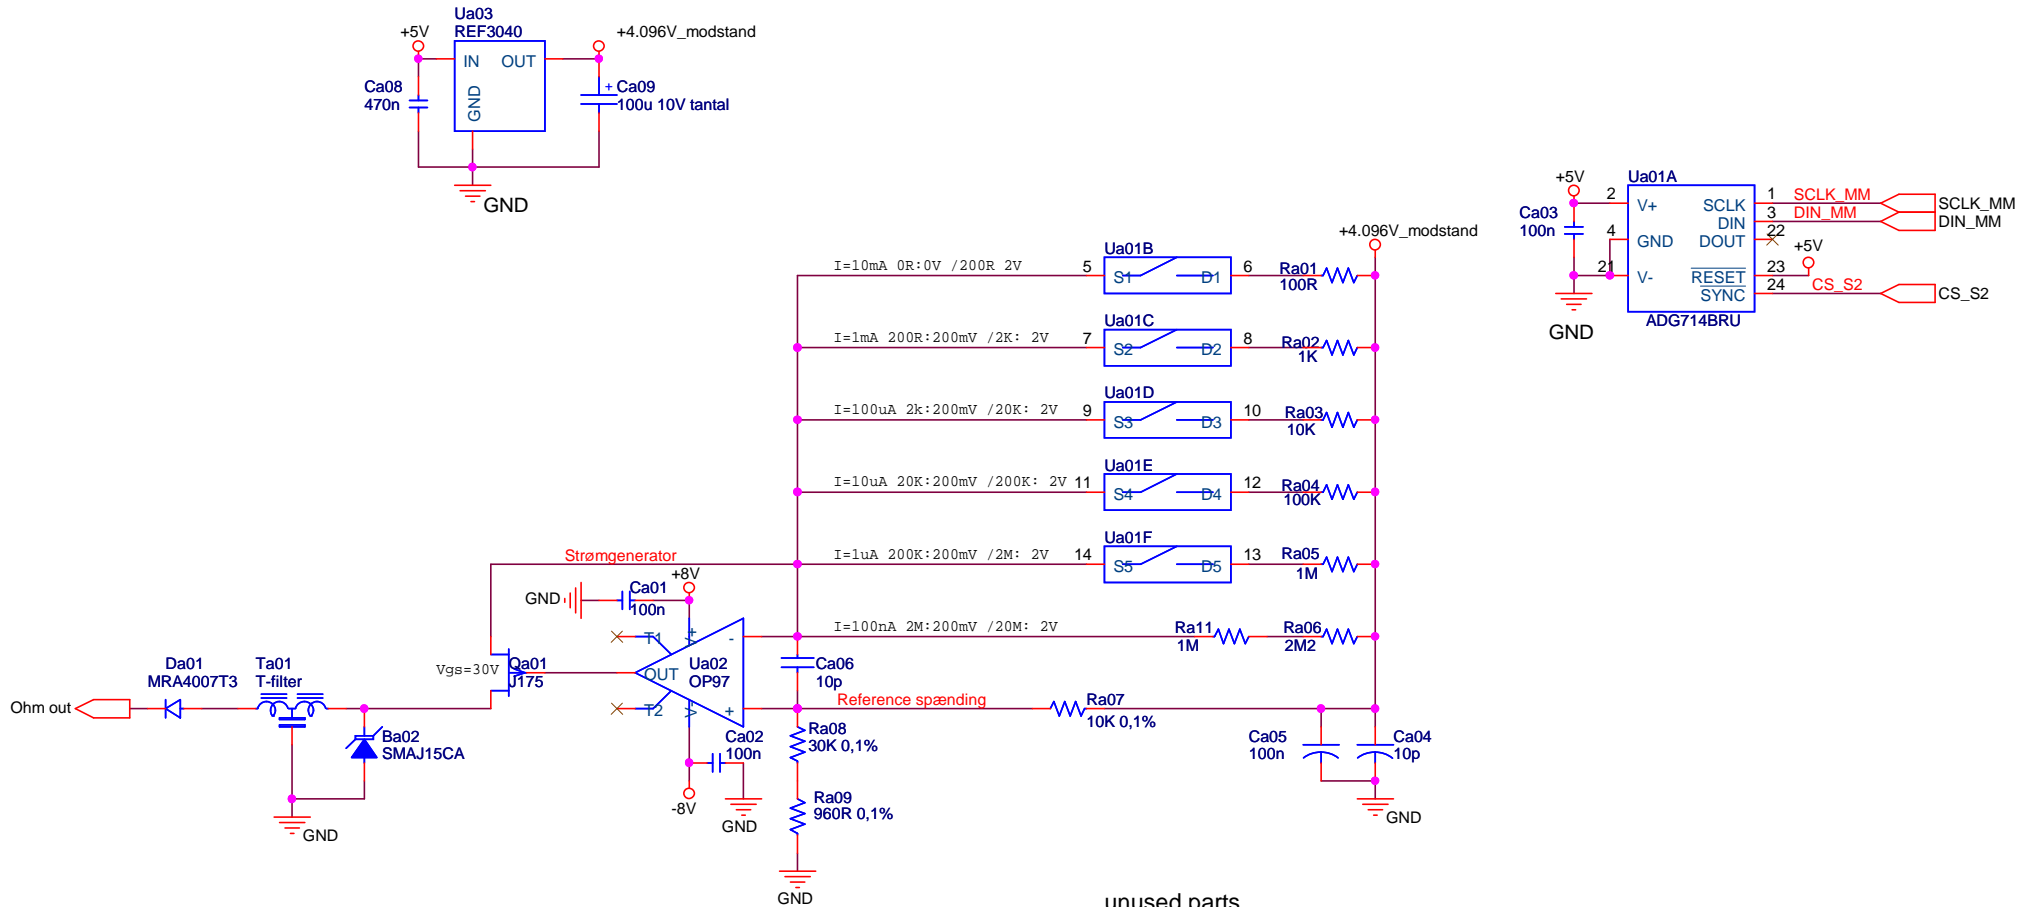 Ua03
REF3040
+5V
+4.096V_modstand
IN
OUT
GND
Ca08
470n
+
Ca09
100u 10V tantal
GND
+5V
Ua01A
Ca03
100n
2
V+
4
GND
21
V-
SCLK
DIN
DOUT
RESET
SYNC
1
3
22
23
24
SCLK_MM
DIN_MM
+5V
CS_S2
SCLK_MM
DIN_MM
CS_S2
GND
ADG714BRU
+4.096V_modstand
I=10mA 0R:0V /200R 2V
5
Ua01B
S1
D1
6
Ra01
100R
I=1mA 200R:200mV /2K: 2V
7
Ua01C
S2
D2
8
Ra02
1K
I=100uA 2k:200mV /20K: 2V
9
Ua01D
S3
D3
10
Ra03
10K
I=10uA 20K:200mV /200K: 2V
11
Ua01E
S4
D4
12
Ra04
100K
Strømgenerator
I=1uA 200K:200mV /2M: 2V
14
Ua01F
S5
D5
13
Ra05
1M
+8V
GND
Ca01
100n
I=100nA 2M:200mV /20M: 2V
Ra11
1M
Ra06
2M2
T1
V+
-
OUT
Ua02
OP97
T2
V-
+
Ca06
10p
Vgs=30V
Qa01
J175
Da01
MRA4007T3
Ta01
T-filter
Ohm out
Ba02
SMAJ15CA
GND
Reference spænding
Ra07
10K 0,1%
Ra08
30K 0,1%
Ca02
100n
-8V
GND
Ra09
960R 0,1%
GND
Ca05
100n
Ca04
10p
GND
unused parts